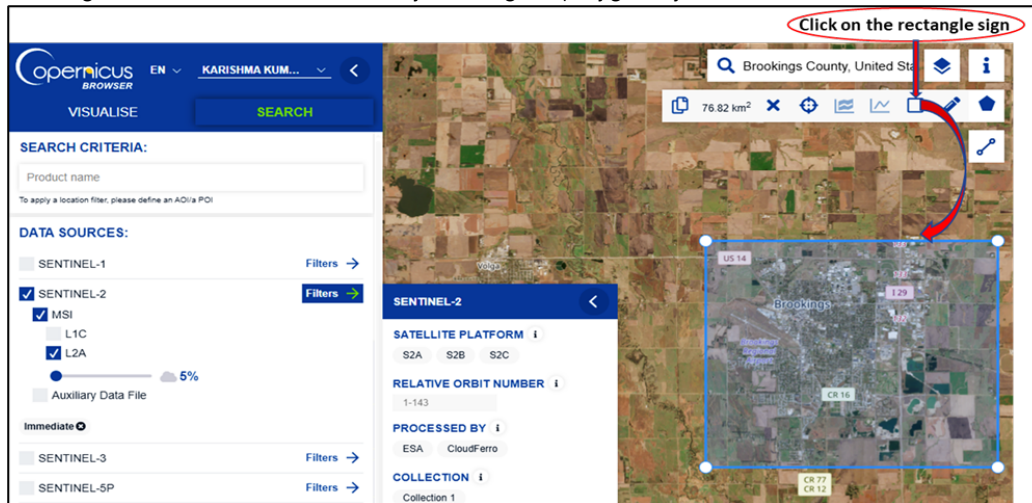 Click on the rectangle sign
opernicus
BROWSER
EN
KARISHMA KUM...
VISUALISE
SEARCH
SEARCH CRITERIA:
Product name
To apply a location filter, please define an AOI/a POI
DATA SOURCES:
SENTINEL-1
Filters →
SENTINEL-2
Filters →
MSI
L1C
L2A
5%
Auxiliary Data File
Immediate
SENTINEL-3
Filters →
SENTINEL-5P
Filters →
SENTINEL-2
SATELLITE PLATFORM i
S2A S2B S2C
RELATIVE ORBIT NUMBER i
1-143
PROCESSED BY i
ESA CloudFerro
COLLECTION i
Collection 1
Brookings County, United Sta
i
76.82 km²
Volga
US 14
I 29
Brookings
Brookings
Regional
CR 16
CR 77
CR 12